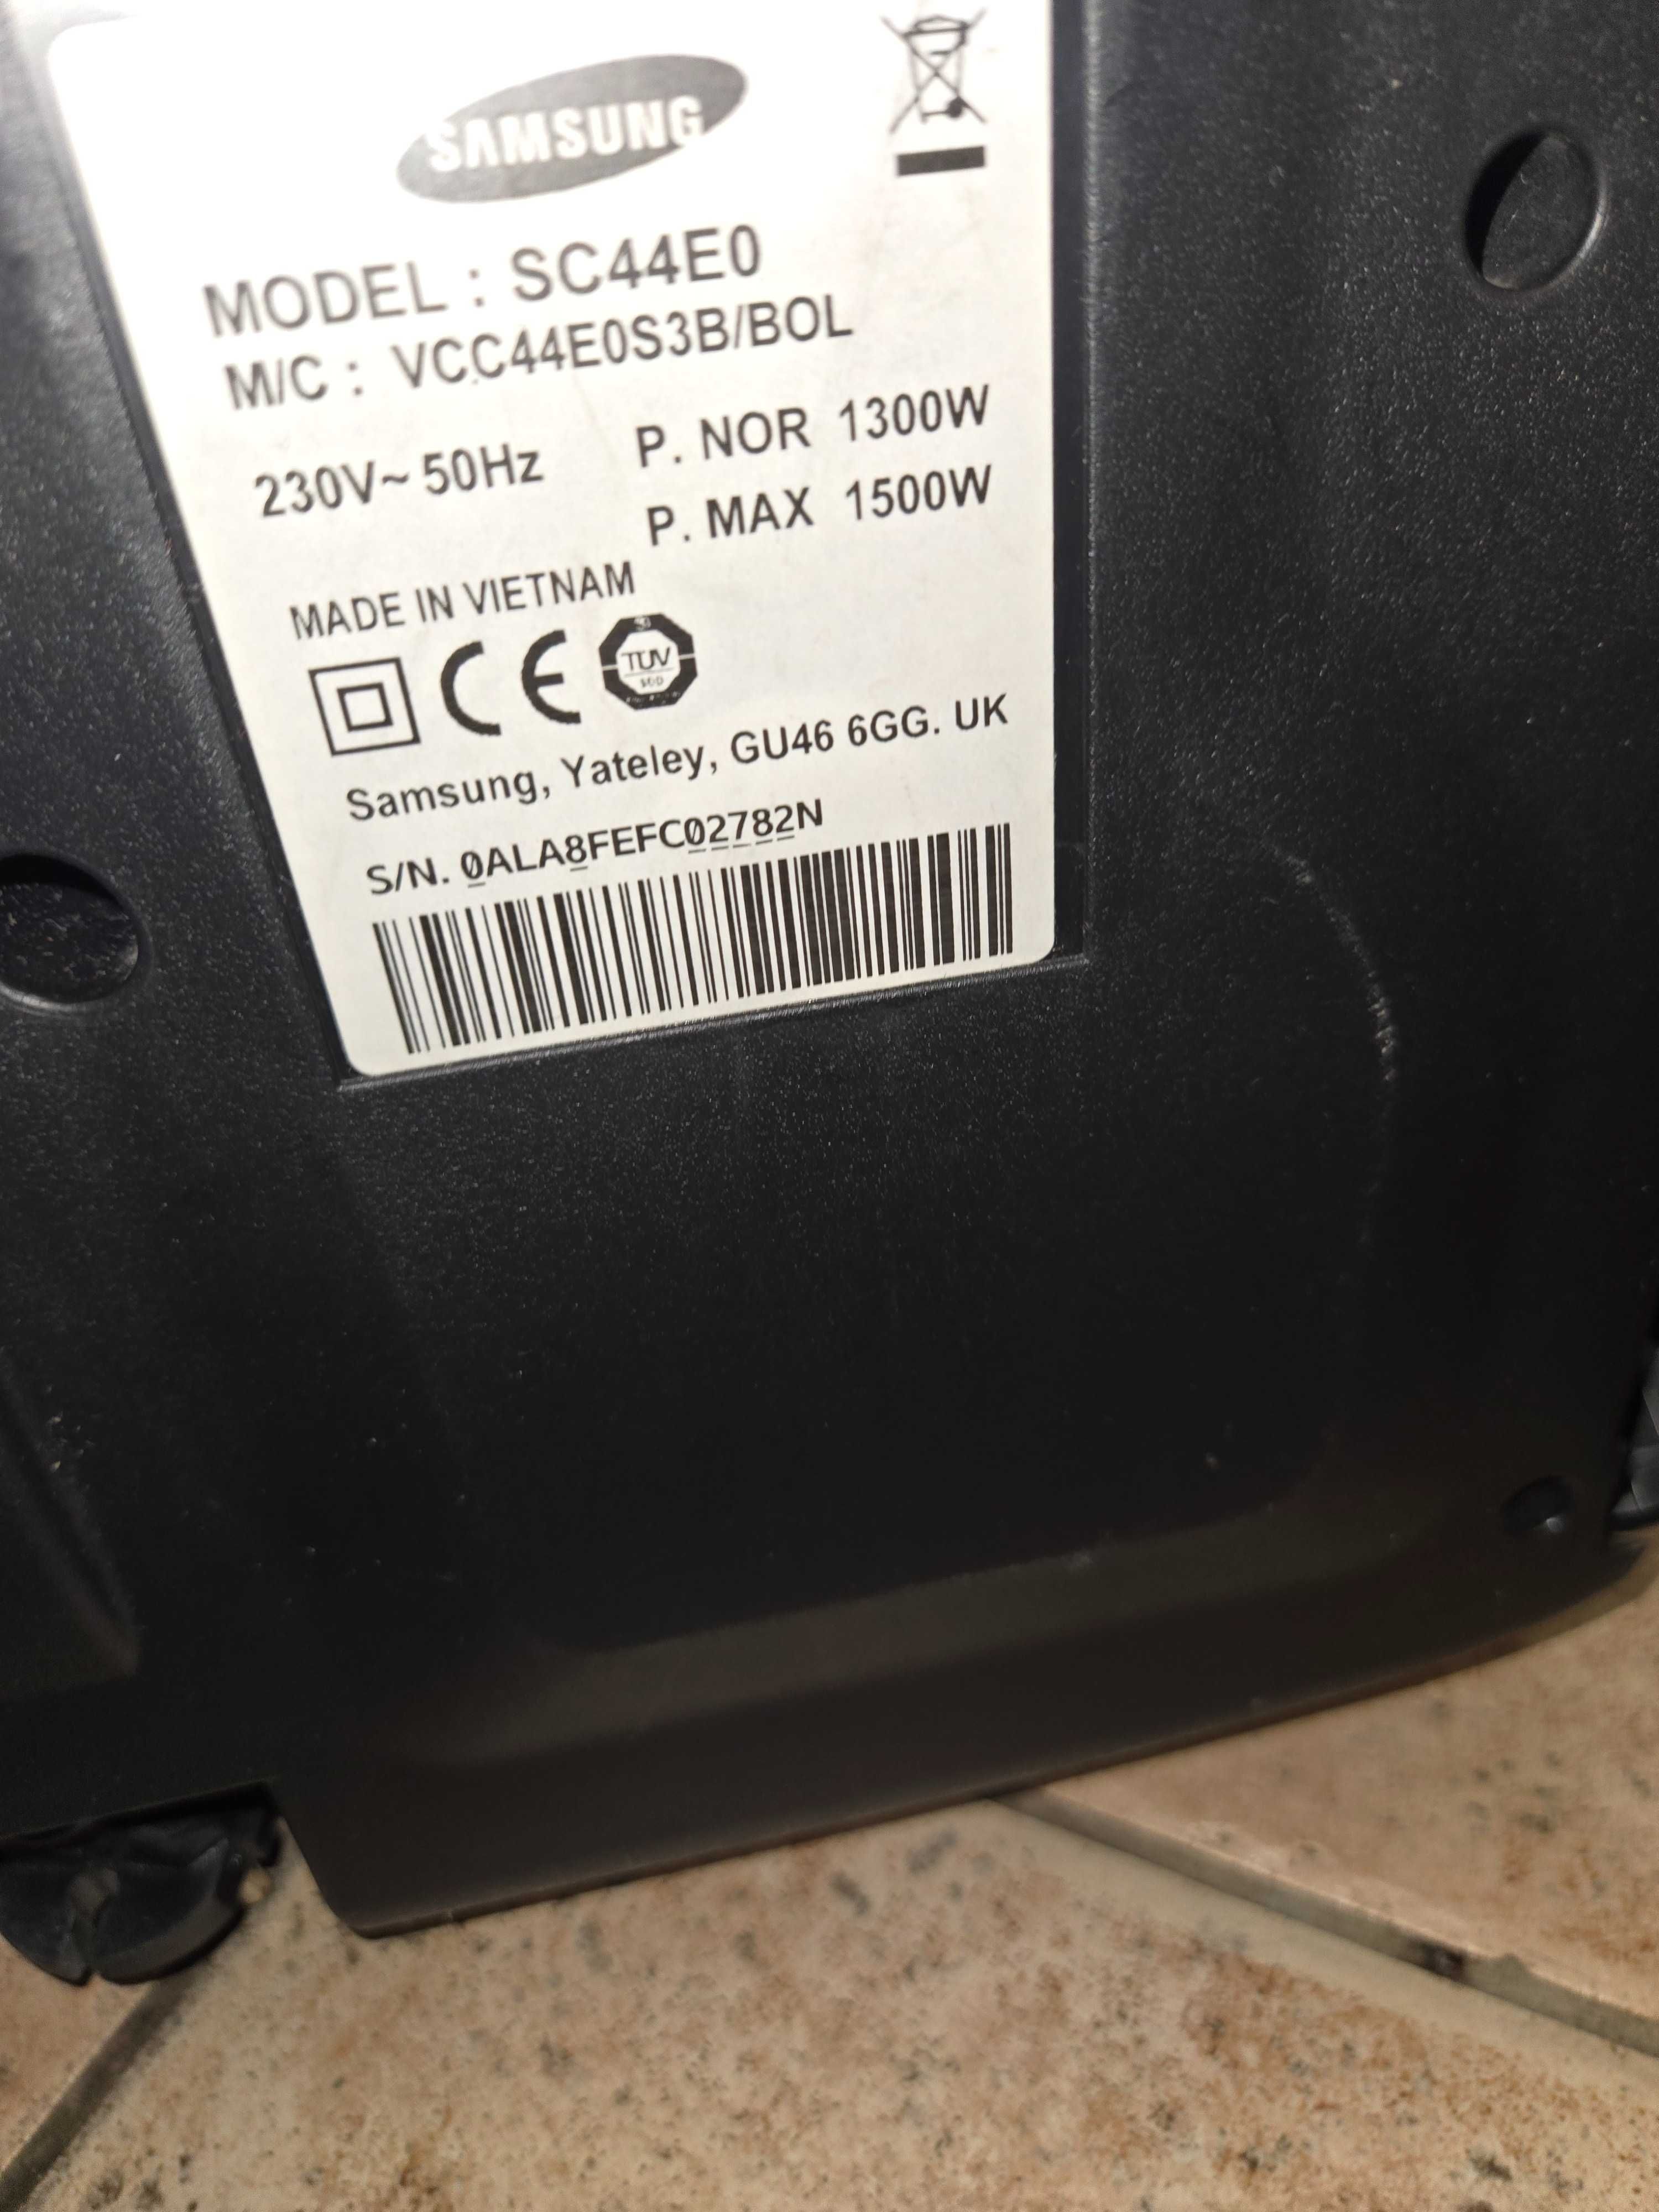 SAMSUNG
MODEL : SC44E0
M/C : VCC44E0S3B/BOL
230V~ 50Hz P. NOR 1300W
P. MAX 1500W
MADE IN VIETNAM
CE TUV
Samsung, Yateley, GU46 6GG. UK
S/N. 0ALA8FEFC02782N